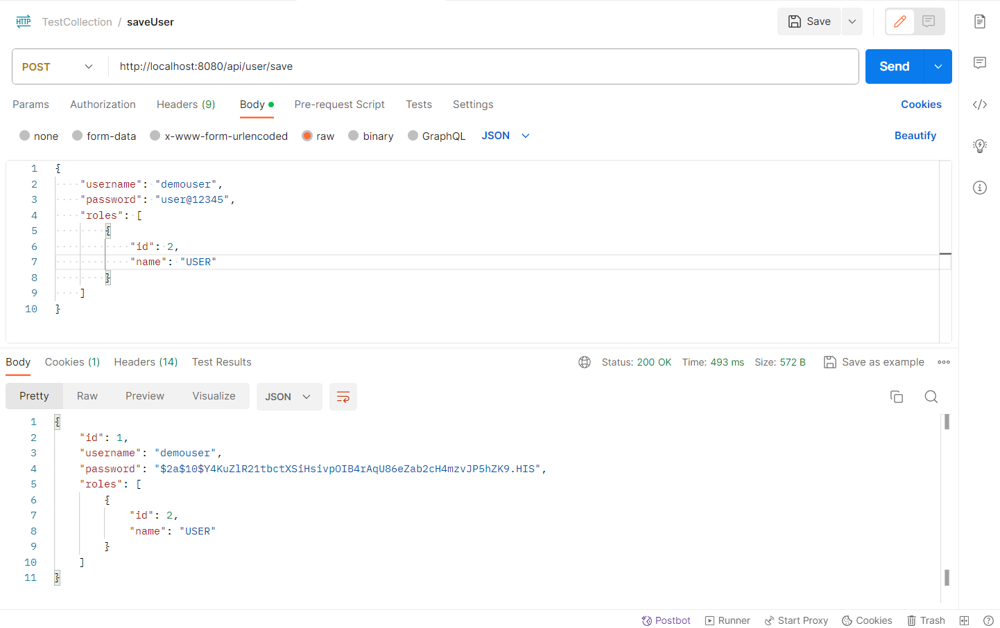 HTTP TestCollection / saveUser Save
POST http://localhost:8080/api/user/save Send
Params Authorization Headers (9) Body Pre-request Script Tests Settings Cookies
none form-data x-www-form-urlencoded raw binary GraphQL JSON Beautify
1 {
2 "username": "demouser",
3 "password": "user@12345",
4 "roles": [
5 {
6 "id": 2,
7 "name": "USER"
8 }
9 ]
10 }
Body Cookies (1) Headers (14) Test Results Status: 200 OK Time: 493 ms Size: 572 B Save as example
Pretty Raw Preview Visualize JSON
1 {
2 "id": 1,
3 "username": "demouser",
4 "password": "$2a$10$Y4KuZlR21tbctXSiHsivpOIB4rAqU86eZab2cH4mzvJP5hZK9.HIS",
5 "roles": [
6 {
7 "id": 2,
8 "name": "USER"
9 }
10 ]
11 }
Postbot Runner Start Proxy Cookies Trash